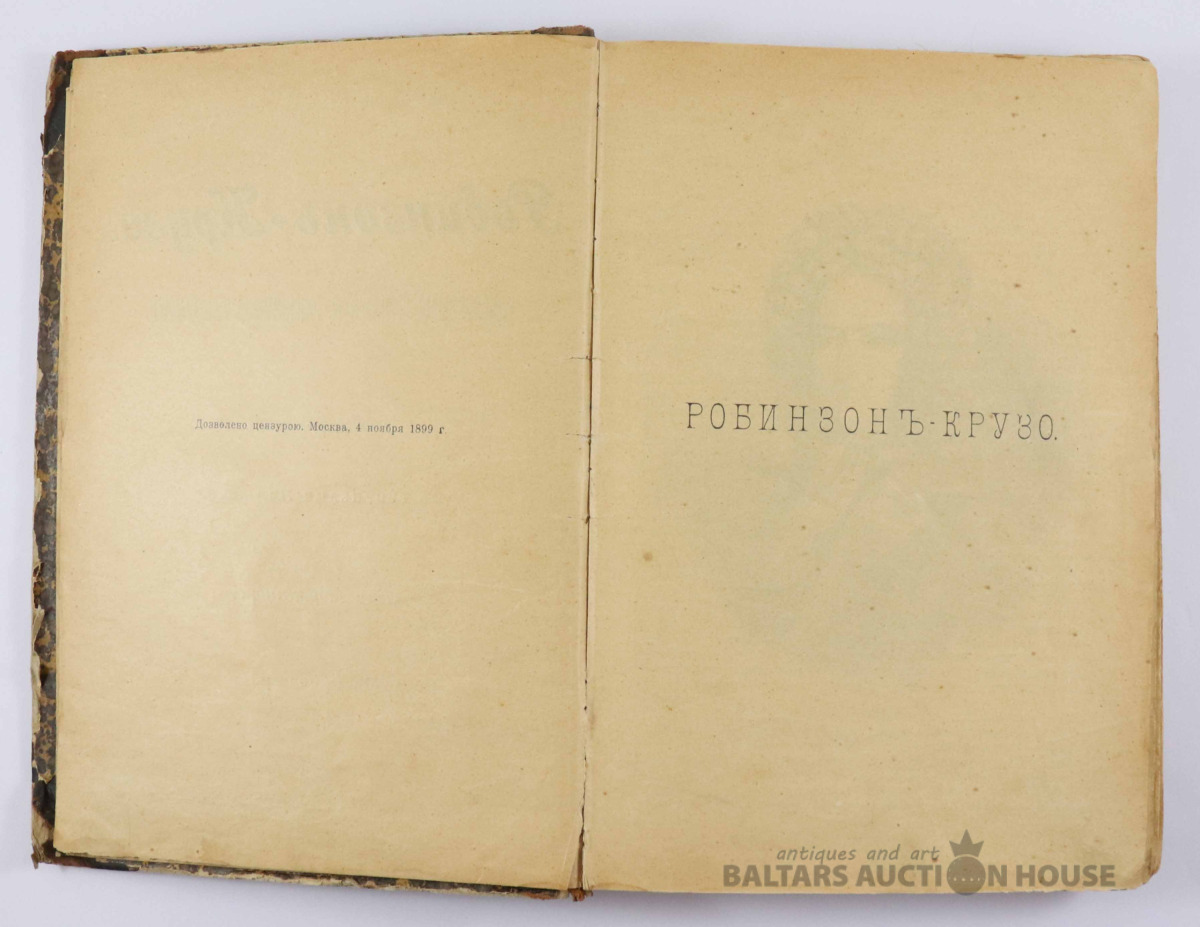 Дозволено цензурою. Москва, 4 ноября 1899 г
РОБИНЗОНЪ-КРУЗО.
antiques and art
BALTARS AUCTION HOUSE